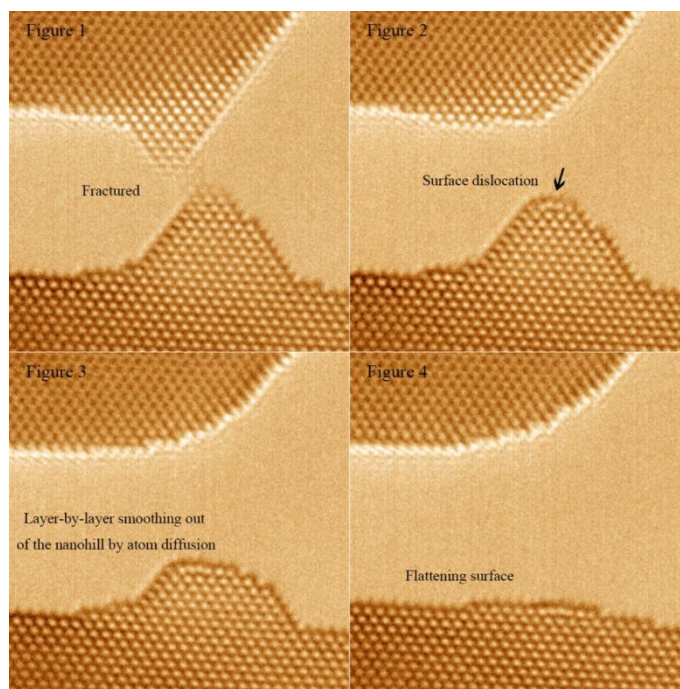 Figure 1
Fractured
Figure 2
Surface dislocation
Figure 3
Layer-by-layer smoothing out
of the nanohill by atom diffusion
Figure 4
Flattening surface